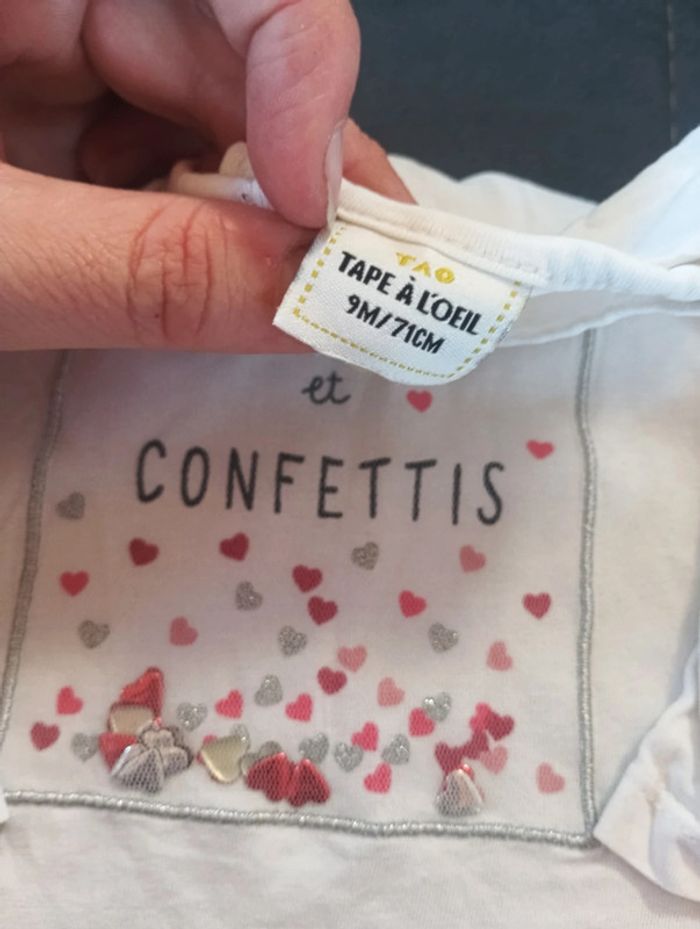 TAO
TAPE À L'OEIL
9M/71CM
et
CONFETTIS